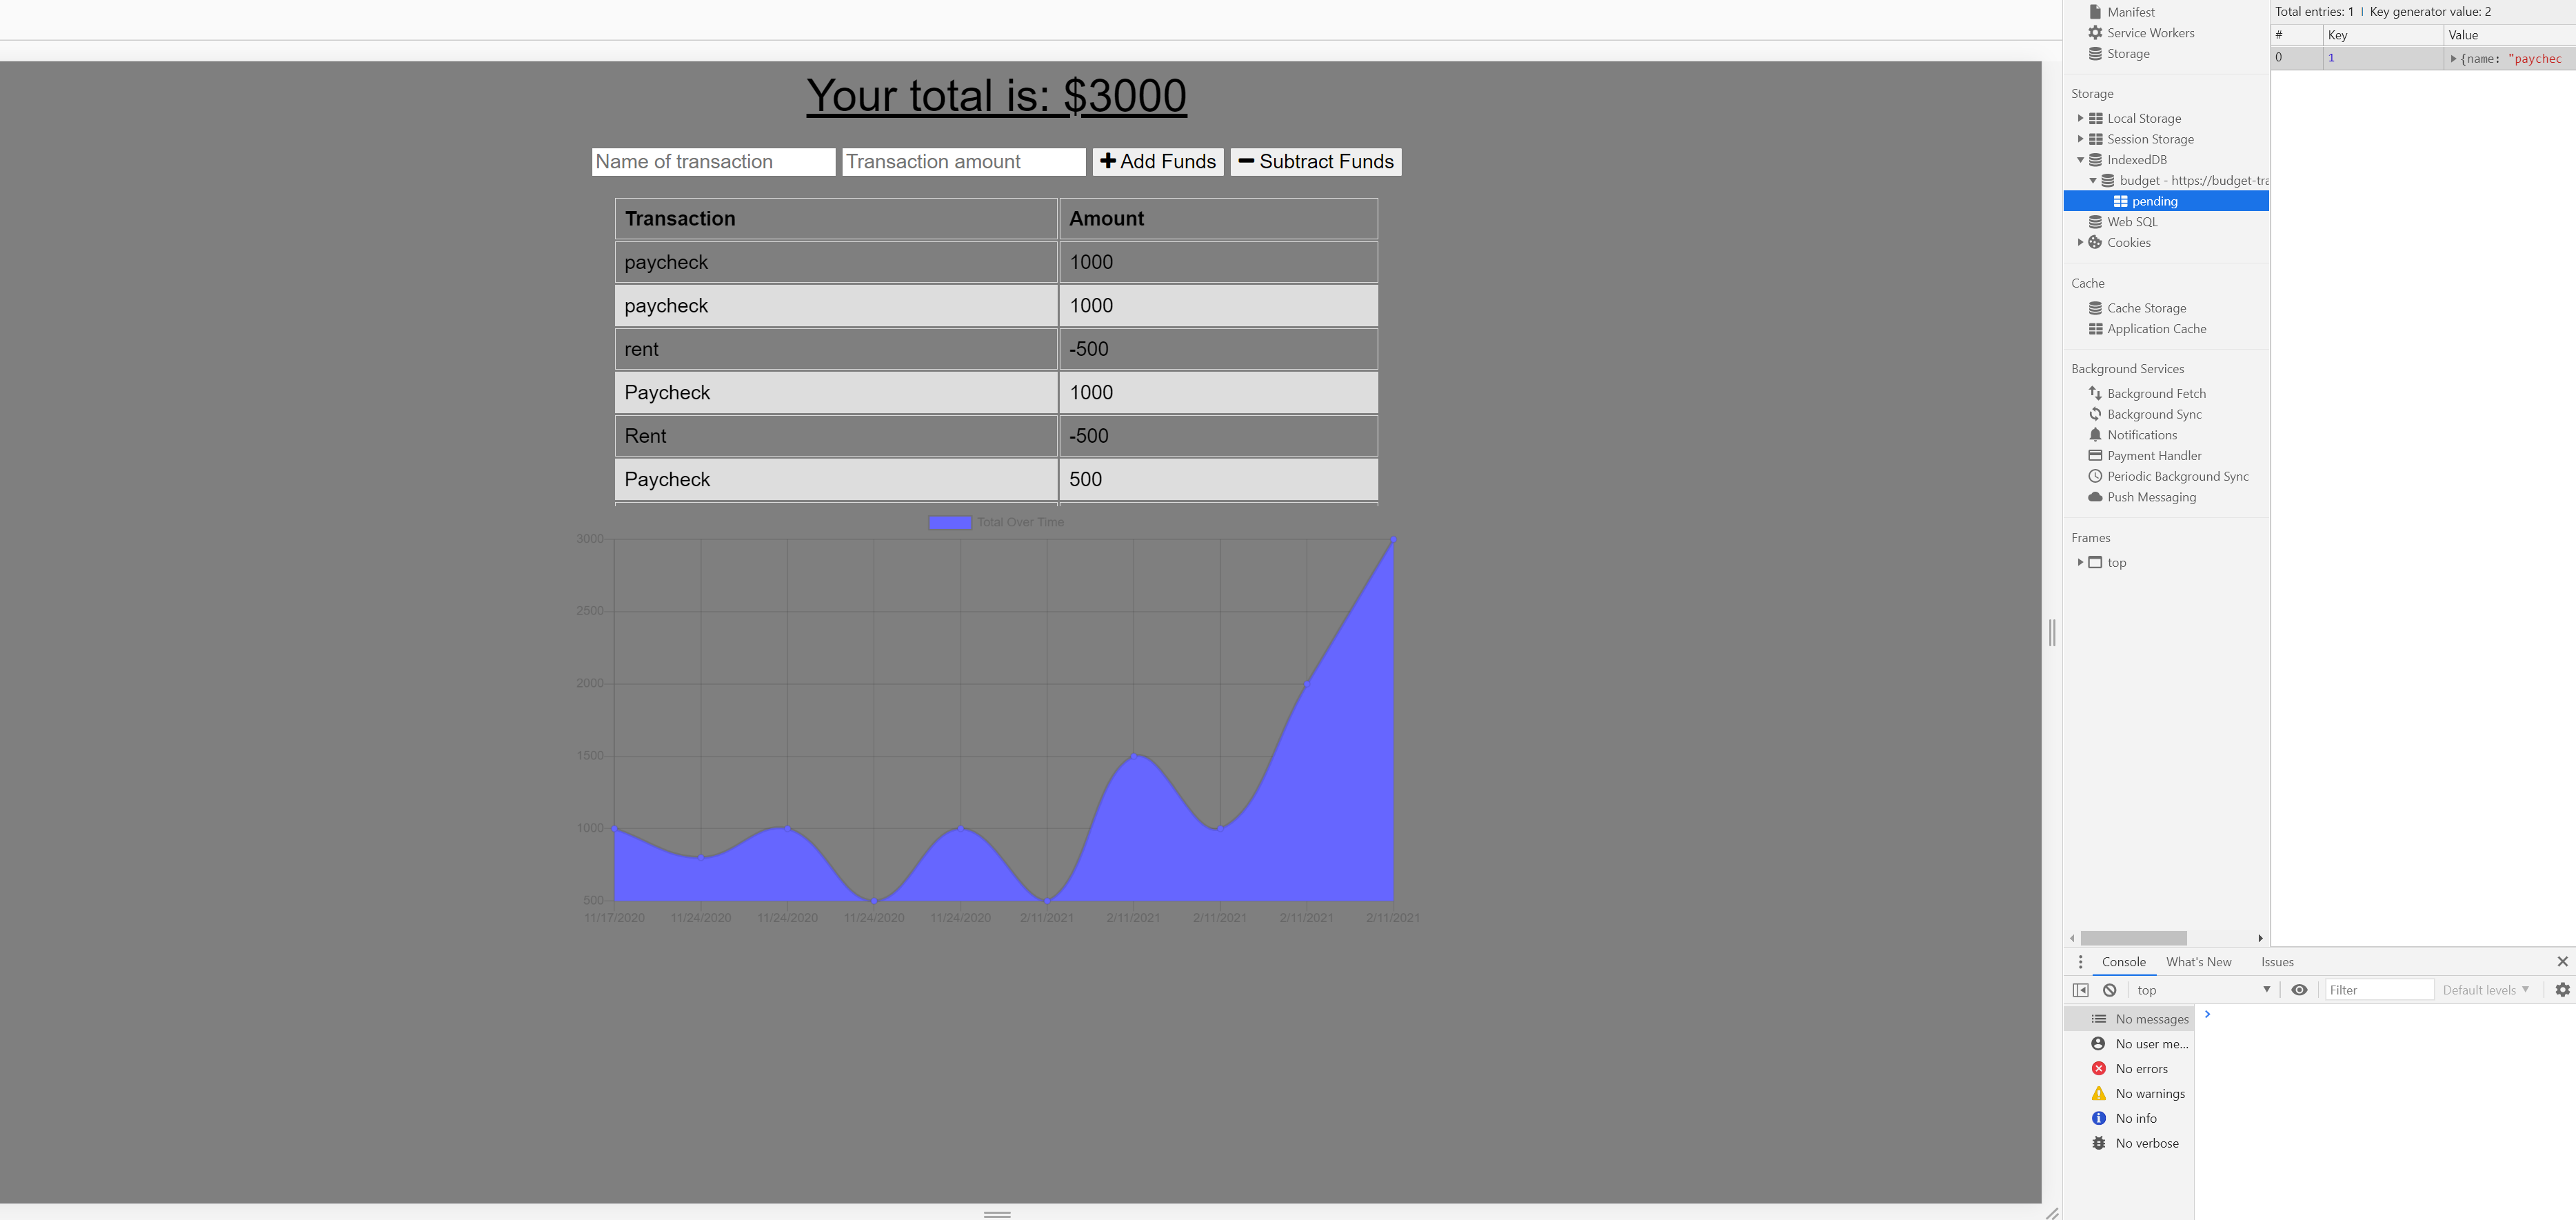 Your total is: $3000
Name of transaction Transaction amount Add Funds Subtract Funds
Transaction Amount
paycheck 1000
paycheck 1000
rent -500
Paycheck 1000
Rent -500
Paycheck 500
Total Over Time
3000
2500
2000
1500
1000
500
11/17/2020 11/24/2020 11/24/2020 11/24/2020 11/24/2020 2/11/2021 2/11/2021 2/11/2021 2/11/2021 2/11/2021
Manifest
Service Workers
Storage
Storage
Local Storage
Session Storage
IndexedDB
budget - https://budget-tra
pending
Web SQL
Cookies
Cache
Cache Storage
Application Cache
Background Services
Background Fetch
Background Sync
Notifications
Payment Handler
Periodic Background Sync
Push Messaging
Frames
top
Total entries: 1 | Key generator value: 2
# Key Value
0 1 {name: "paychec
Console What's New Issues
top Filter Default levels
No messages
No user me...
No errors
No warnings
No info
No verbose